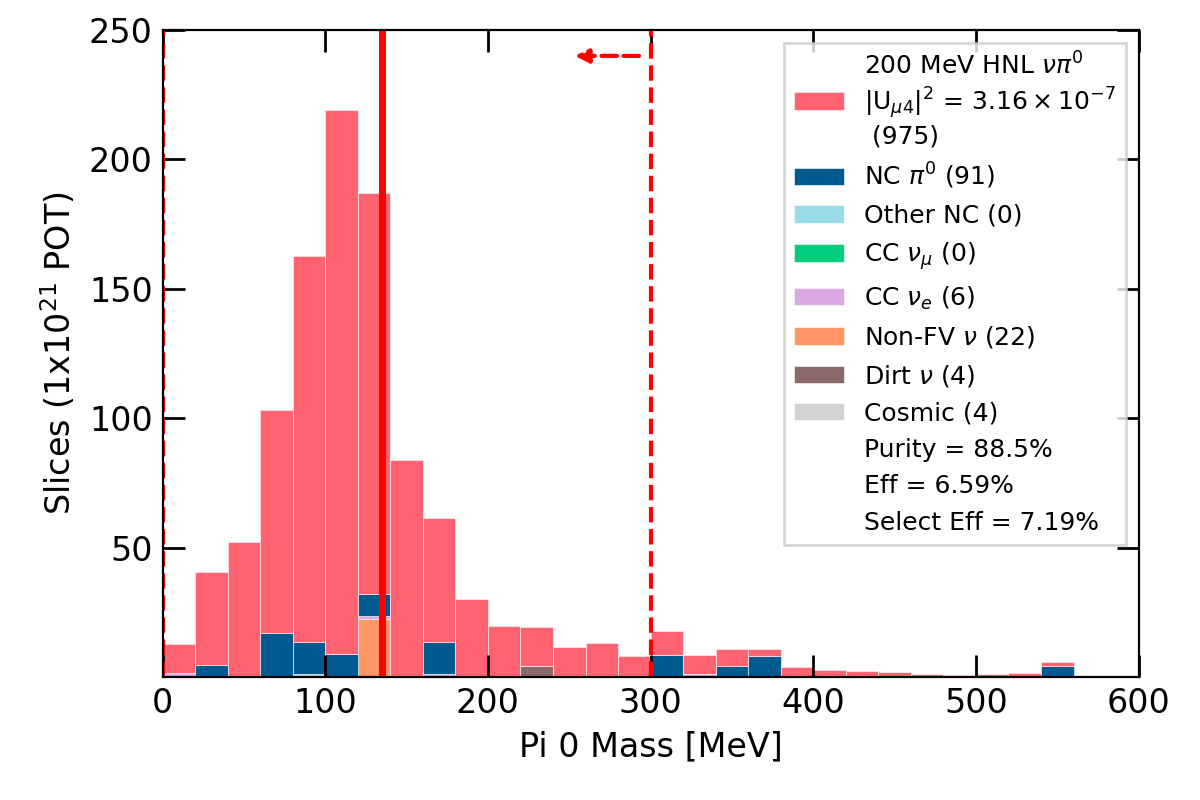 250
200
150
100
50
0
100
200
300
400
500
600
Slices (1x10²¹ POT)
Pi 0 Mass [MeV]
200 MeV HNL νπ⁰
|U_μ4|² = 3.16 × 10⁻⁷
(975)
NC π⁰ (91)
Other NC (0)
CC ν_μ (0)
CC ν_e (6)
Non-FV ν (22)
Dirt ν (4)
Cosmic (4)
Purity = 88.5%
Eff = 6.59%
Select Eff = 7.19%